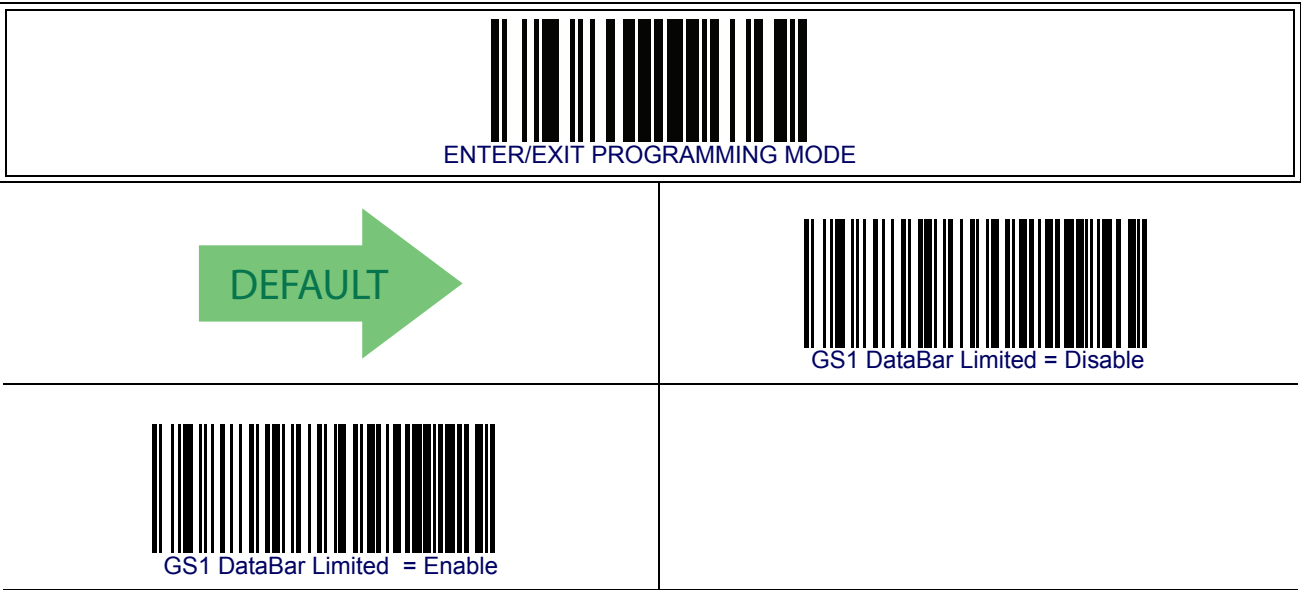 ENTER/EXIT PROGRAMMING MODE
DEFAULT
GS1 DataBar Limited = Disable
GS1 DataBar Limited = Enable